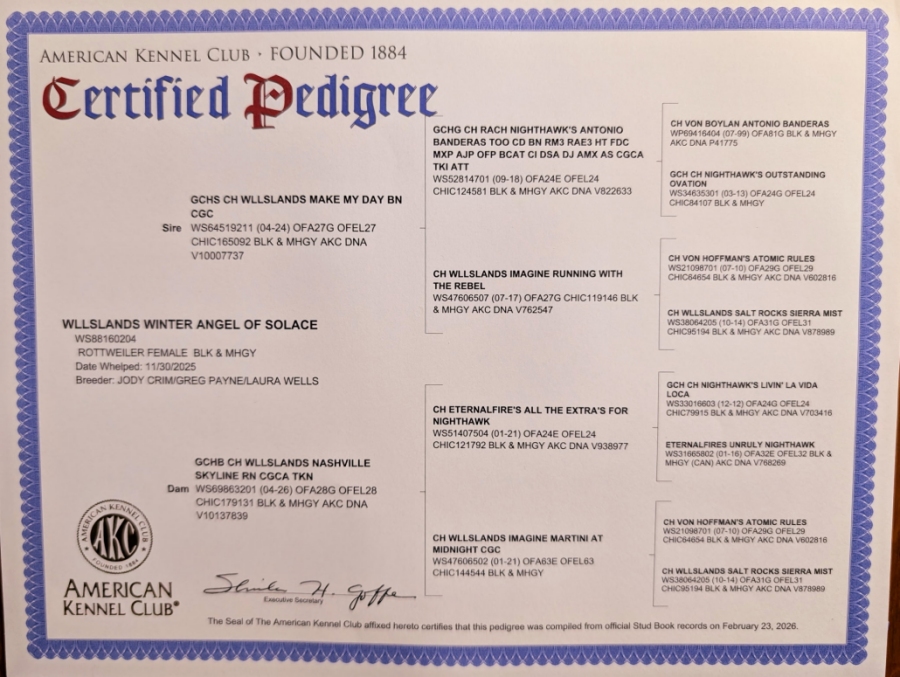 AMERICAN KENNEL CLUB • FOUNDED 1884
Certified Pedigree
GCHS CH WLLSLANDS MAKE MY DAY BN
CGC
Sire WS64519211 (04-24) OFA27G OFEL27
CHIC165092 BLK & MHGY AKC DNA
V10007737
WLLSLANDS WINTER ANGEL OF SOLACE
WS88160204
ROTTWEILER FEMALE BLK & MHGY
Date Whelped: 11/30/2025
Breeder: JODY CRIM/GREG PAYNE/LAURA WELLS
GCHB CH WLLSLANDS NASHVILLE
SKYLINE RN CGCA TKN
Dam WS69863201 (04-26) OFA28G OFEL28
CHIC179131 BLK & MHGY AKC DNA
V10137839
GCHG CH RACH NIGHTHAWK'S ANTONIO
BANDERAS TOO CD BN RM3 RAE3 HT FDC
MXP AJP OFP BCAT CI DSA DJ AMX AS CGCA
TKI ATT
WS52814701 (09-18) OFA24E OFEL24
CHIC124581 BLK & MHGY AKC DNA V822633
CH WLLSLANDS IMAGINE RUNNING WITH
THE REBEL
WS47606507 (07-17) OFA27G CHIC119146 BLK
& MHGY AKC DNA V762547
CH ETERNALFIRE'S ALL THE EXTRA'S FOR
NIGHTHAWK
WS51407504 (01-21) OFA24E OFEL24
CHIC121792 BLK & MHGY AKC DNA V938977
CH WLLSLANDS IMAGINE MARTINI AT
MIDNIGHT CGC
WS47606502 (01-21) OFA63E OFEL63
CHIC144544 BLK & MHGY
CH VON BOYLAN ANTONIO BANDERAS
WP69416404 (07-99) OFA81G BLK & MHGY
AKC DNA P41775
GCH CH NIGHTHAWK'S OUTSTANDING
OVATION
WS34635301 (03-13) OFA24G OFEL24
CHIC84107 BLK & MHGY
CH VON HOFFMAN'S ATOMIC RULES
WS21098701 (07-10) OFA29G OFEL29
CHIC64654 BLK & MHGY AKC DNA V602816
CH WLLSLANDS SALT ROCKS SIERRA MIST
WS38064205 (10-14) OFA31G OFEL31
CHIC95194 BLK & MHGY AKC DNA V878989
GCH CH NIGHTHAWK'S LIVIN' LA VIDA
LOCA
WS33016603 (12-12) OFA24G OFEL24
CHIC79915 BLK & MHGY AKC DNA V703416
ETERNALFIRES UNRULY NIGHTHAWK
WS31665802 (01-16) OFA32E OFEL32 BLK &
MHGY (CAN) AKC DNA V768269
CH VON HOFFMAN'S ATOMIC RULES
WS21098701 (07-10) OFA29G OFEL29
CHIC64654 BLK & MHGY AKC DNA V602816
CH WLLSLANDS SALT ROCKS SIERRA MIST
WS38064205 (10-14) OFA31G OFEL31
CHIC95194 BLK & MHGY AKC DNA V878989
AMERICAN KENNEL CLUB
AKC
FOUNDED 1884
AMERICAN
KENNEL CLUB®
Executive Secretary
The Seal of The American Kennel Club affixed hereto certifies that this pedigree was compiled from official Stud Book records on February 23, 2026.